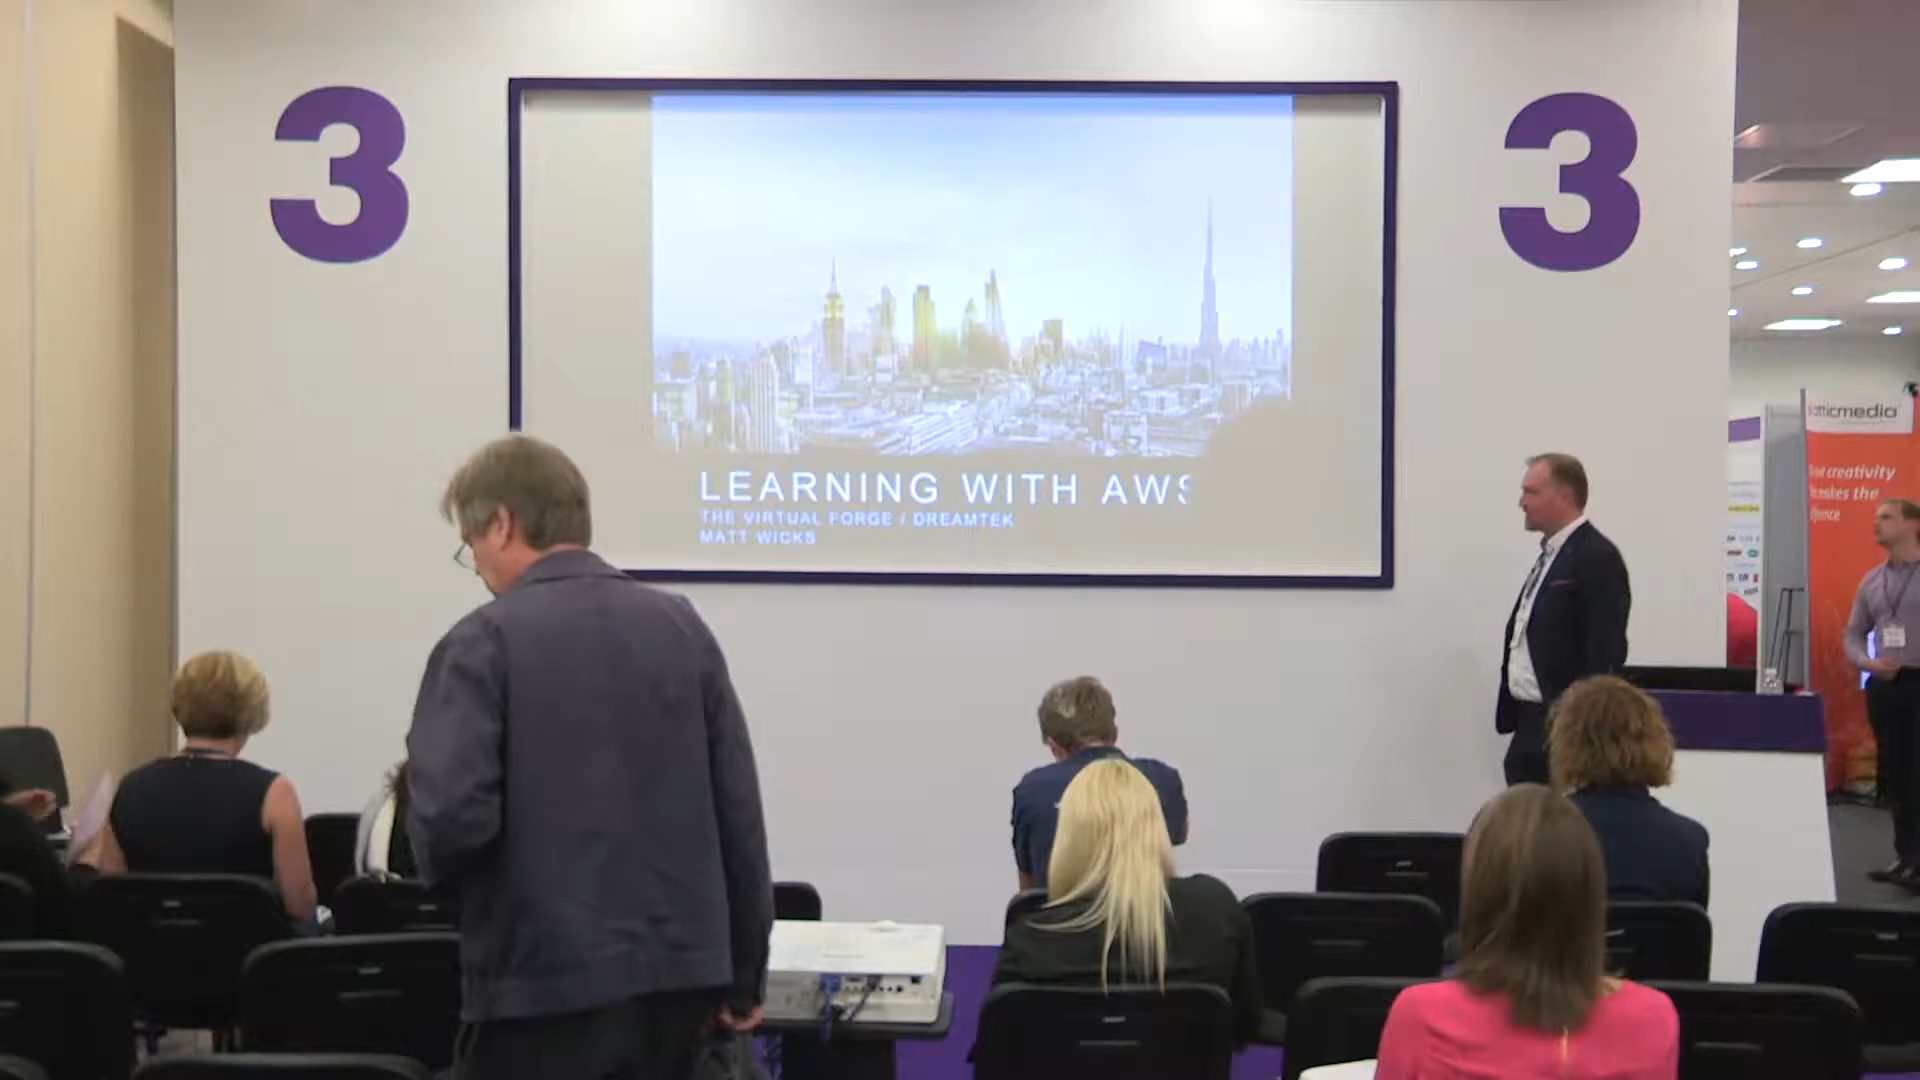 3
3
LEARNING WITH AWS
THE VIRTUAL FORGE / DREAMTEK
MATT WICKS
atticmedia
creativity
makes the